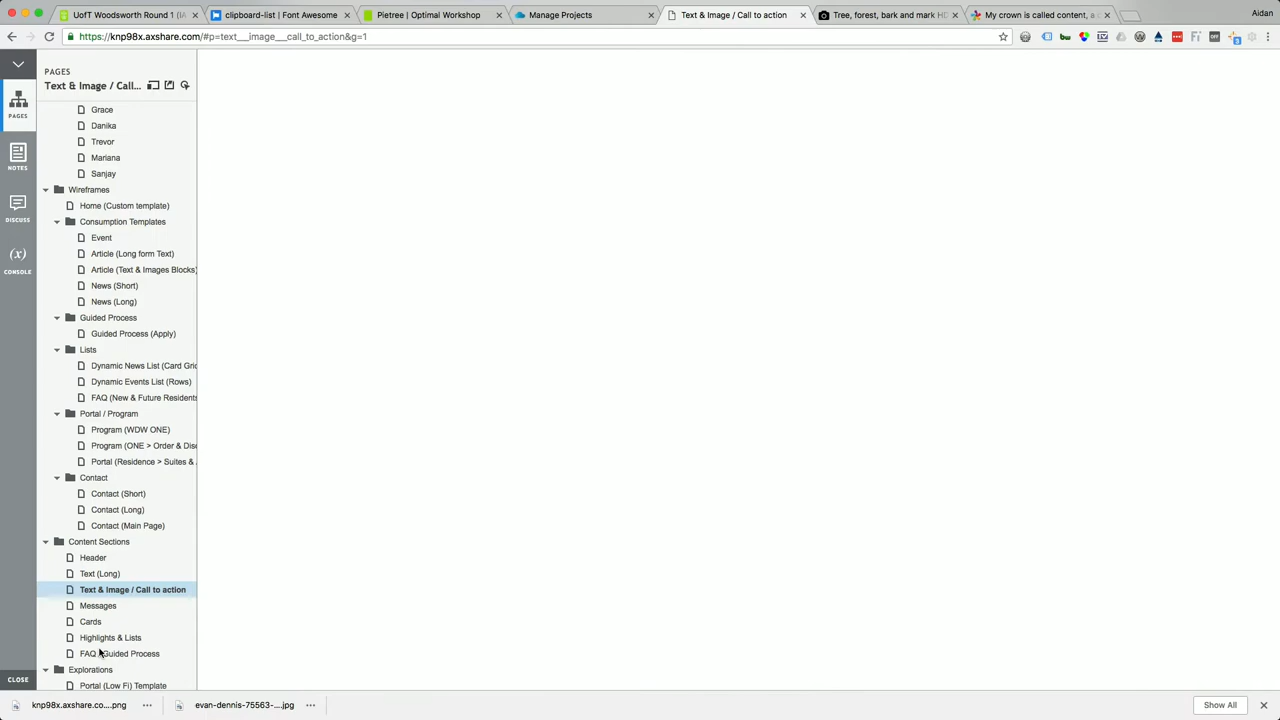 UofT Woodsworth Round 1 (IA
clipboard-list | Font Awesome
Pietree | Optimal Workshop
Manage Projects
Text & Image / Call to action
Tree, forest, bark and mark HD
My crown is called content, a
Aidan
https://knp98x.axshare.com/#p=text__image__call_to_action&g=1
PAGES
Text & Image / Call...
PAGES
NOTES
DISCUSS
(x)
CONSOLE
CLOSE
Grace
Danika
Trevor
Mariana
Sanjay
Wireframes
Home (Custom template)
Consumption Templates
Event
Article (Long form Text)
Article (Text & Images Blocks)
News (Short)
News (Long)
Guided Process
Guided Process (Apply)
Lists
Dynamic News List (Card Grid
Dynamic Events List (Rows)
FAQ (New & Future Residents
Portal / Program
Program (WDW ONE)
Program (ONE > Order & Diso
Portal (Residence > Suites &
Contact
Contact (Short)
Contact (Long)
Contact (Main Page)
Content Sections
Header
Text (Long)
Text & Image / Call to action
Messages
Cards
Highlights & Lists
FAQ Guided Process
Explorations
Portal (Low Fi) Template
knp98x.axshare.co....png
evan-dennis-75563-...jpg
Show All